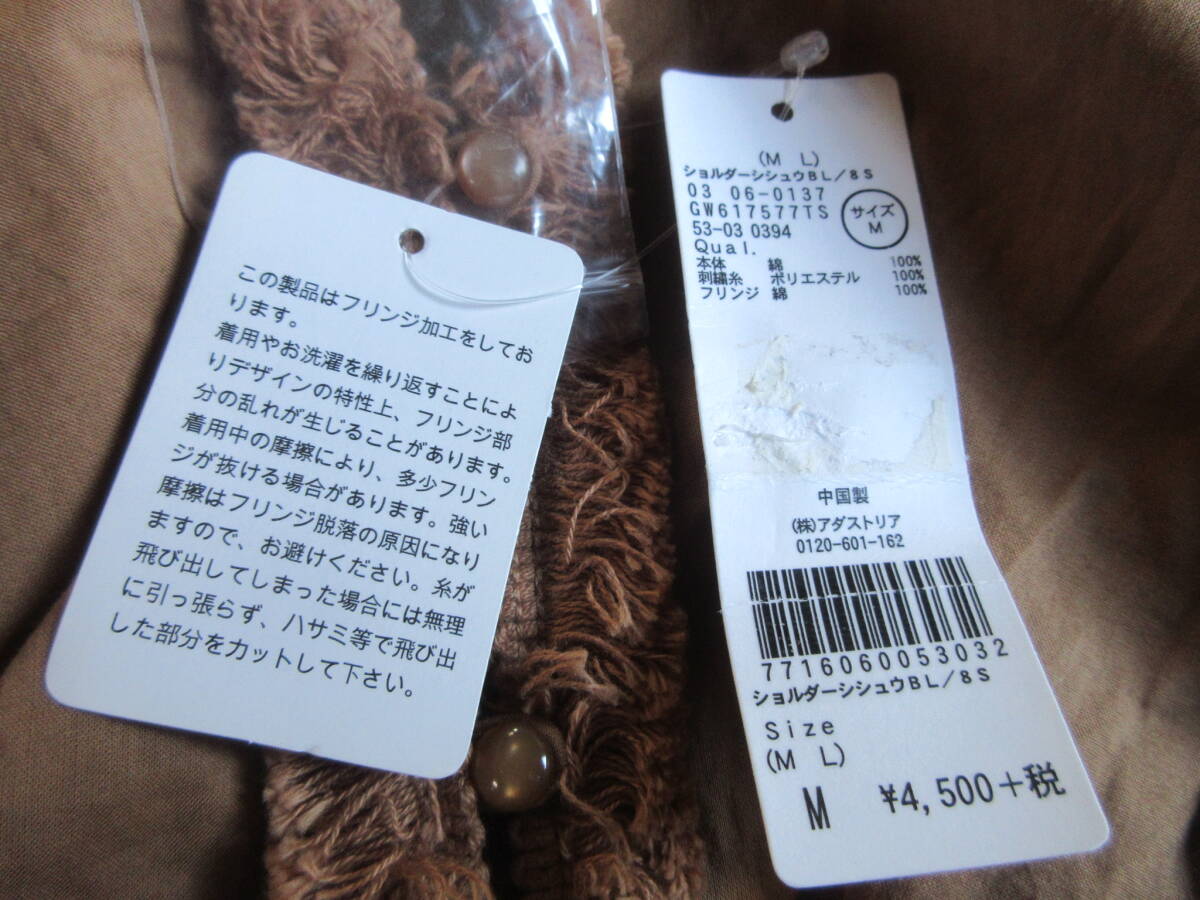 この製品はフリンジ加工をしてお
ります。
着用やお洗濯を繰り返すことによ
りデザインの特性上、フリンジ部
分の乱れが生じることがあります。
着用中の摩擦により、多少フリン
ジが抜ける場合があります。強い
摩擦はフリンジ脱落の原因になり
ますので、お避けください。糸が
飛び出してしまった場合には無理
に引っ張らず、ハサミ等で飛び出
した部分をカットして下さい。
(M L)
ショルダーシシュウBL/8S
03 06-0137
GW617577TS
53-03 0394
サイズ
M
Qual.
本体 綿 100%
刺繍糸 ポリエステル 100%
フリンジ 綿 100%
中国製
(株)アダストリア
0120-601-162
7716060053032
ショルダーシシュウBL/8S
Size
(M L)
M ¥4,500+税